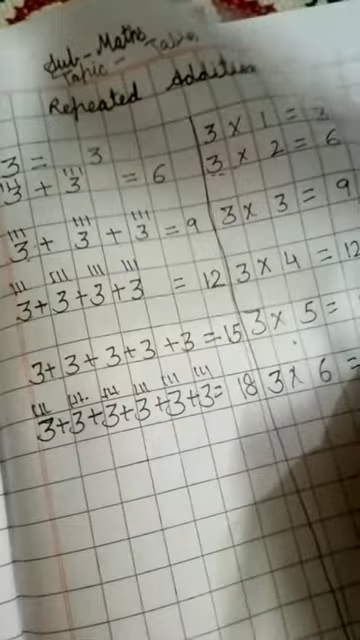 Sub - Maths
Topic - Table
Repeated Addition
3 = 3
3 × 1 =
3 + 3 = 6
3 × 2 = 6
3 + 3 + 3 = 9
3 × 3 = 9
3+3+3+3 = 12
3 × 4 = 12
3+3+3+3+3=15
3 × 5 =
3+3+3+3+3+3= 18
3 × 6 =